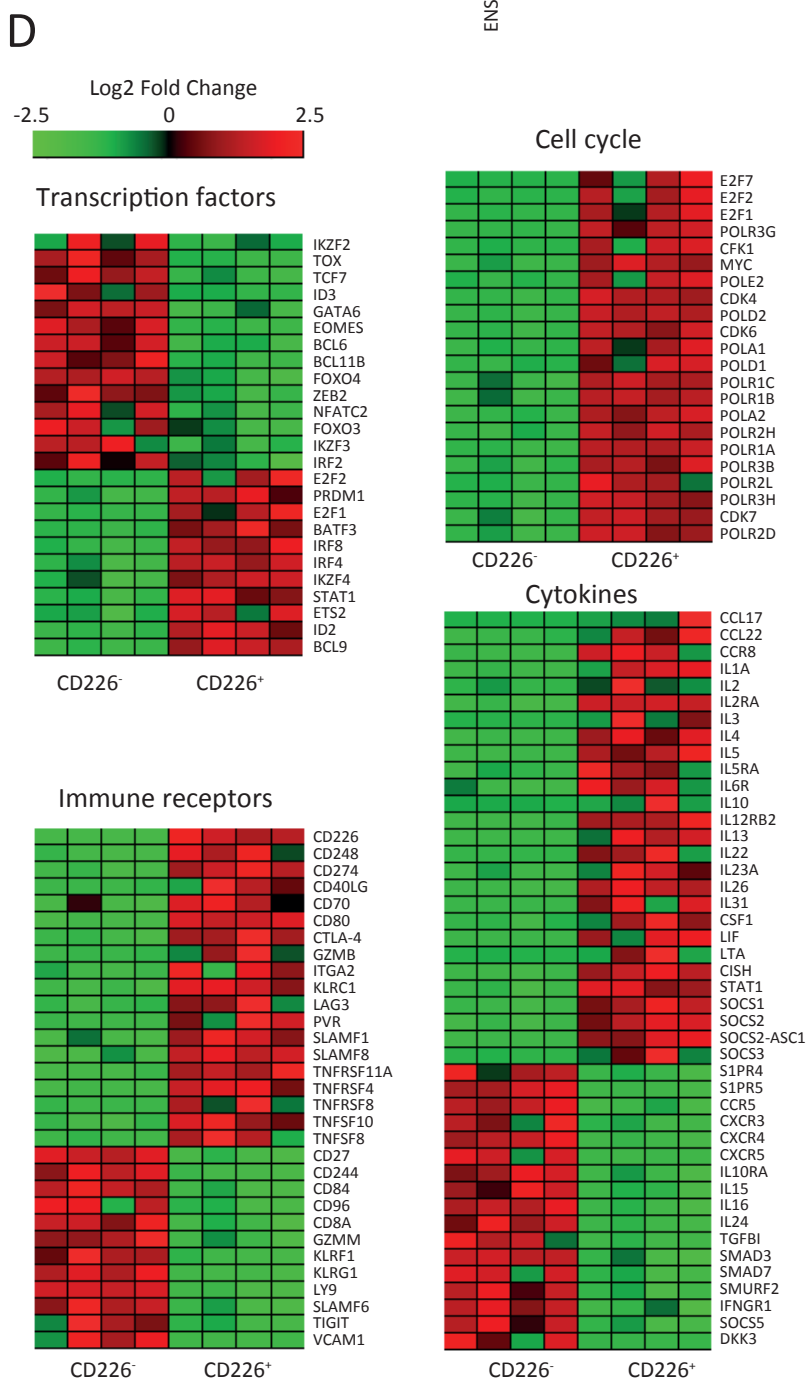 D
ENS
Log2 Fold Change
-2.5 0 2.5
Transcription factors
IKZF2
TOX
TCF7
ID3
GATA6
EOMES
BCL6
BCL11B
FOXO4
ZEB2
NFATC2
FOXO3
IKZF3
IRF2
E2F2
PRDM1
E2F1
BATF3
IRF8
IRF4
IKZF4
STAT1
ETS2
ID2
BCL9
CD226- CD226+
Immune receptors
CD226
CD248
CD274
CD40LG
CD70
CD80
CTLA-4
GZMB
ITGA2
KLRC1
LAG3
PVR
SLAMF1
SLAMF8
TNFRSF11A
TNFRSF4
TNFRSF8
TNFSF10
TNFSF8
CD27
CD244
CD84
CD96
CD8A
GZMM
KLRF1
KLRG1
LY9
SLAMF6
TIGIT
VCAM1
CD226- CD226+
Cell cycle
E2F7
E2F2
E2F1
POLR3G
CFK1
MYC
POLE2
CDK4
POLD2
CDK6
POLA1
POLD1
POLR1C
POLR1B
POLA2
POLR2H
POLR1A
POLR3B
POLR2L
POLR3H
CDK7
POLR2D
CD226- CD226+
Cytokines
CCL17
CCL22
CCR8
IL1A
IL2
IL2RA
IL3
IL4
IL5
IL5RA
IL6R
IL10
IL12RB2
IL13
IL22
IL23A
IL26
IL31
CSF1
LIF
LTA
CISH
STAT1
SOCS1
SOCS2
SOCS2-ASC1
SOCS3
S1PR4
S1PR5
CCR5
CXCR3
CXCR4
CXCR5
IL10RA
IL15
IL16
IL24
TGFBI
SMAD3
SMAD7
SMURF2
IFNGR1
SOCS5
DKK3
CD226- CD226+